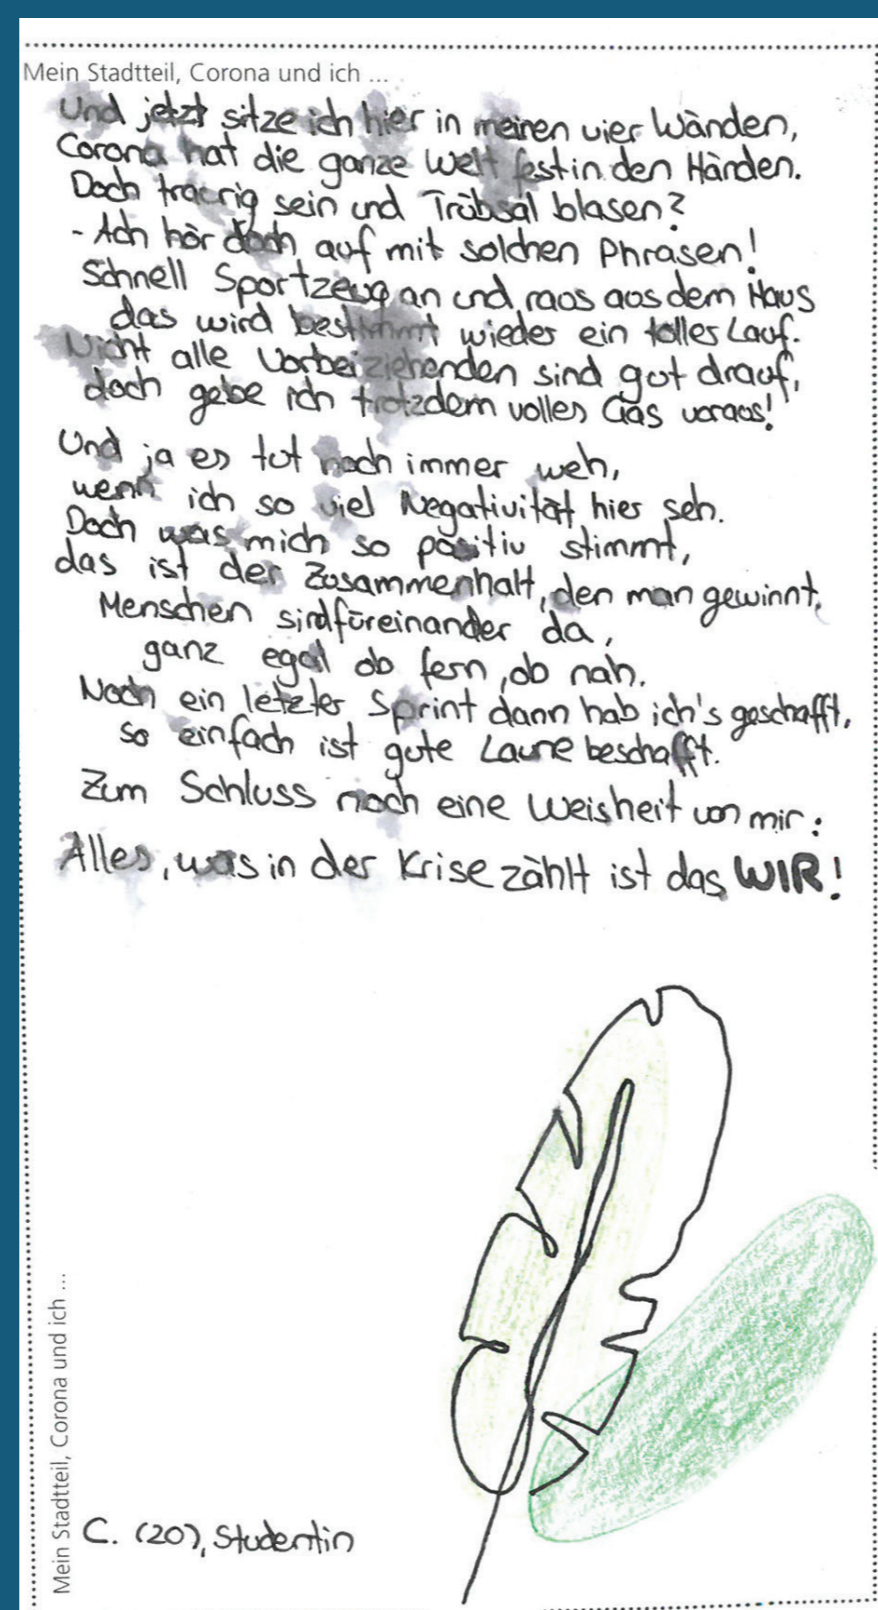 Mein Stadtteil, Corona und ich ...
Und jetzt sitze ich hier in meinen vier Wänden,
Corona hat die ganze Welt fest in den Händen.
Doch traurig sein und Trübsal blasen?
- Ach hör doch auf mit solchen Phrasen!
Schnell Sportzeug an und raus aus dem Haus
das wird bestimmt wieder ein toller Lauf.
Nicht alle Vorbeiziehenden sind gut drauf,
doch gebe ich trotzdem volles Gas voraus!
Und ja es tut noch immer weh,
wenn ich so viel Negativität hier seh.
Doch was mich so positiv stimmt,
das ist der Zusammenhalt, den man gewinnt.
Menschen sind füreinander da,
ganz egal ob fern, ob nah.
Noch ein letzter Sprint dann hab ich's geschafft,
so einfach ist gute Laune beschafft.
Zum Schluss noch eine Weisheit von mir:
Alles, was in der Krise zählt ist das WIR!
Mein Stadtteil, Corona und ich ...
C. (20), Studentin